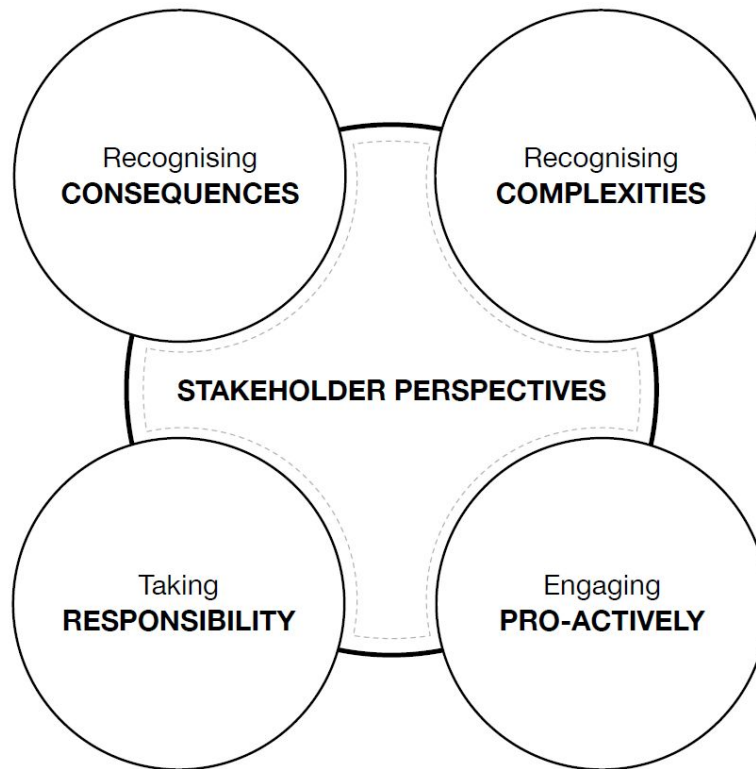 Recognising
CONSEQUENCES
Recognising
COMPLEXITIES
STAKEHOLDER PERSPECTIVES
Taking
RESPONSIBILITY
Engaging
PRO-ACTIVELY